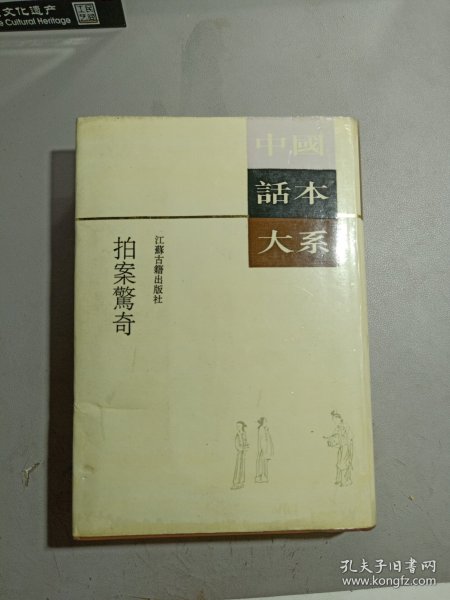 文化遗产
Cultural Heritage
中國
話本
大系
江蘇古籍出版社
拍案驚奇
孔夫子旧书网
www.kongfz.com